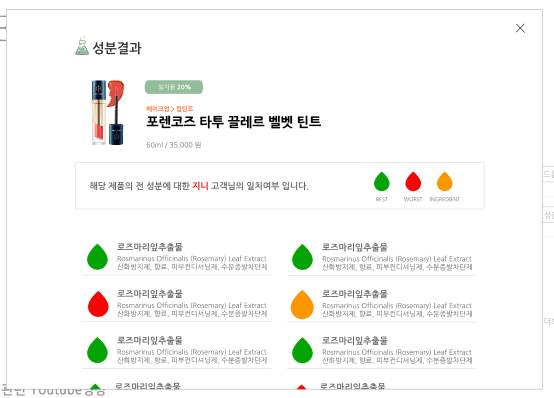 성분결과
일치율 20%
메이크업 > 립틴트
포렌코즈 타투 끌레르 벨벳 틴트
60ml / 35,000 원
해당 제품의 전 성분에 대한 지니 고객님의 일치여부 입니다.
BEST WORST INGREDIENT
로즈마리잎추출물
Rosmarinus Officinalis (Rosemary) Leaf Extract
산화방지제, 향료, 피부컨디셔닝제, 수분증발차단제
로즈마리잎추출물
Rosmarinus Officinalis (Rosemary) Leaf Extract
산화방지제, 향료, 피부컨디셔닝제, 수분증발차단제
로즈마리잎추출물
Rosmarinus Officinalis (Rosemary) Leaf Extract
산화방지제, 향료, 피부컨디셔닝제, 수분증발차단제
로즈마리잎추출물
Rosmarinus Officinalis (Rosemary) Leaf Extract
산화방지제, 향료, 피부컨디셔닝제, 수분증발차단제
로즈마리잎추출물
Rosmarinus Officinalis (Rosemary) Leaf Extract
산화방지제, 향료, 피부컨디셔닝제, 수분증발차단제
로즈마리잎추출물
Rosmarinus Officinalis (Rosemary) Leaf Extract
산화방지제, 향료, 피부컨디셔닝제, 수분증발차단제
로즈마리잎추출물
로즈마리잎추출물
관련 Youtube영상